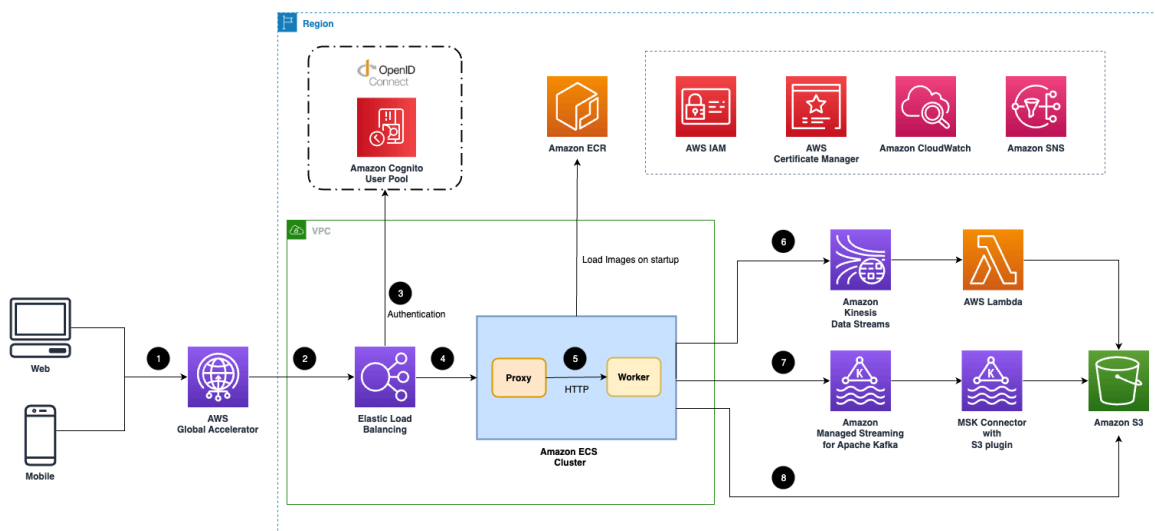 Region
OpenID
Connect
Amazon Cognito
User Pool
Amazon ECR
AWS IAM
AWS
Certificate Manager
Amazon CloudWatch
Amazon SNS
VPC
Load Images on startup
3
Authentication
6
Amazon
Kinesis
Data Streams
AWS Lambda
Web
1
AWS
Global Accelerator
2
Elastic Load
Balancing
4
Proxy
5
HTTP
Worker
Amazon ECS
Cluster
7
K
Amazon
Managed Streaming
for Apache Kafka
K
MSK Connector
with
S3 plugin
Amazon S3
Mobile
8